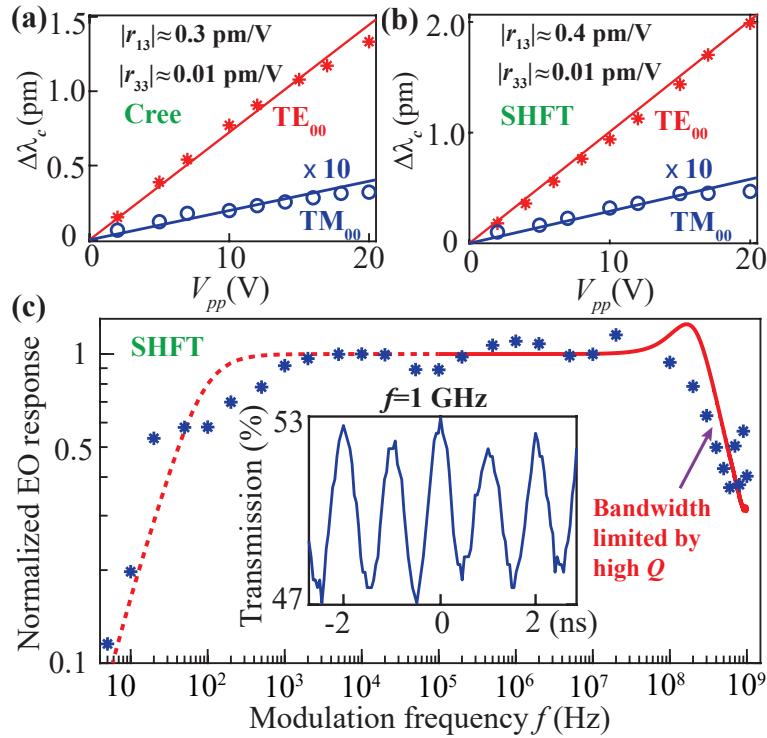 (a)
1.5
1.0
0.5
0
Δλc (pm)
|r13|≈0.3 pm/V
|r33|≈0.01 pm/V
Cree
TE00
x 10
TM00
0 10 20
Vpp(V)
(b)
2.0
1.0
0
Δλc (pm)
|r13|≈0.4 pm/V
|r33|≈0.01 pm/V
SHFT
TE00
x 10
TM00
0 10 20
Vpp(V)
(c)
SHFT
Normalized EO response
1
0.5
0.1
f=1 GHz
Transmission (%)
53
47
-2 0 2 (ns)
Bandwidth
limited by
high Q
10 10² 10³ 10⁴ 10⁵ 10⁶ 10⁷ 10⁸ 10⁹
Modulation frequency f (Hz)